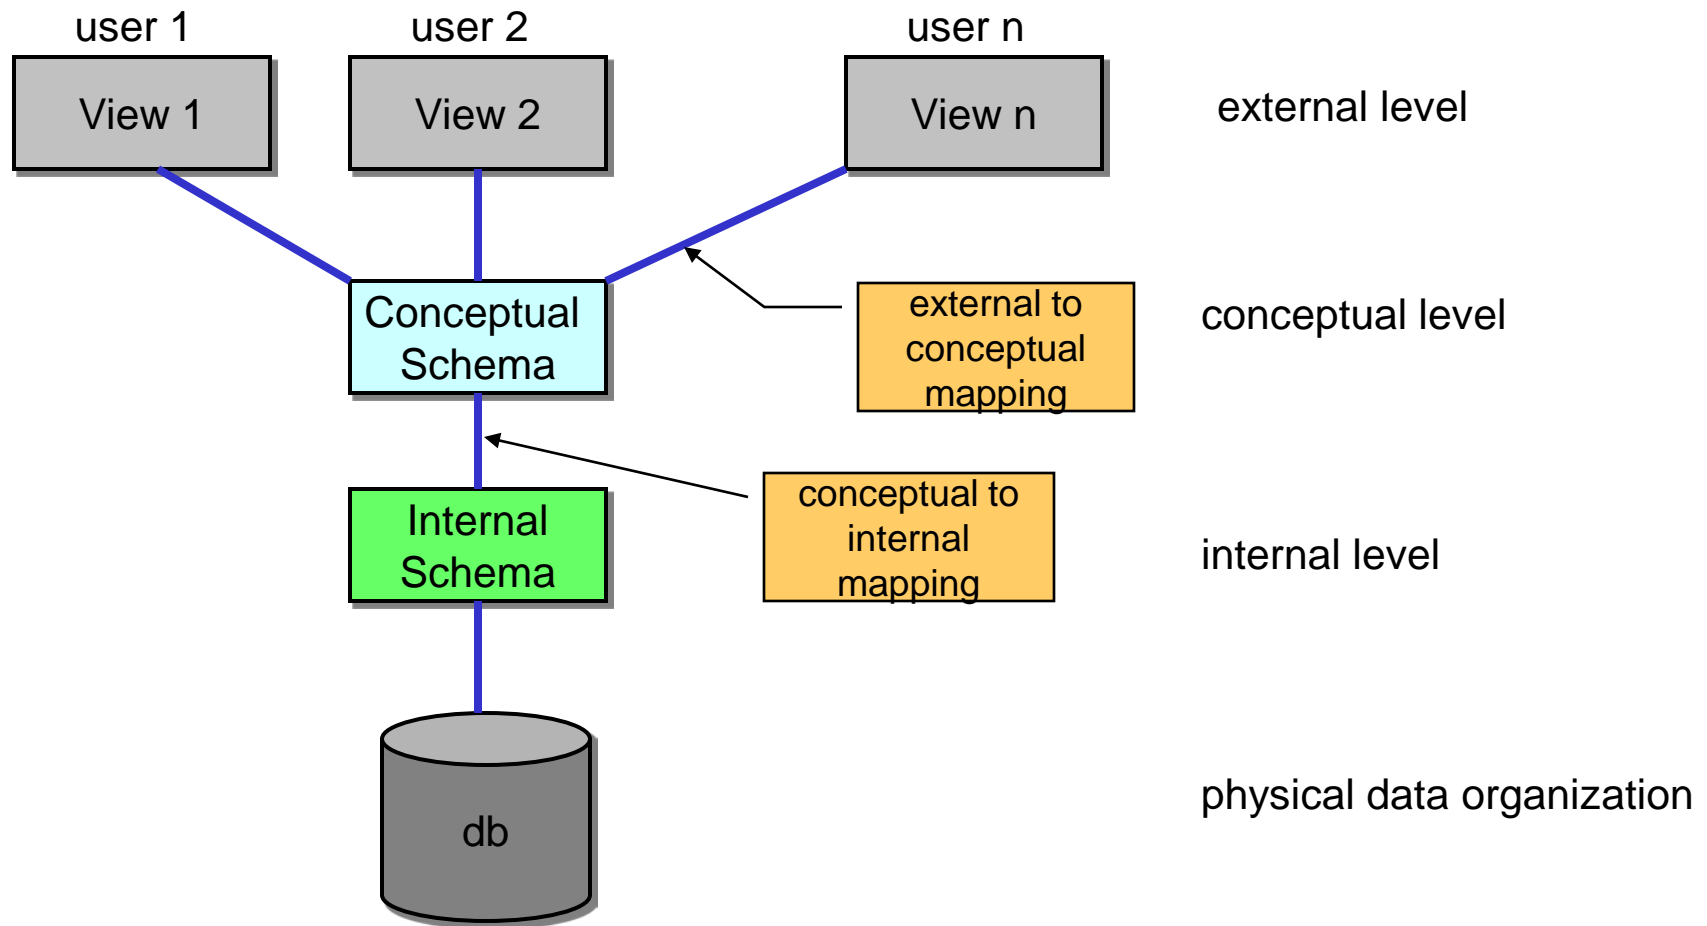 user 1
user 2
user n
View 1
View 2
View n
external level
Conceptual
Schema
external to
conceptual
mapping
conceptual level
Internal
Schema
conceptual to
internal
mapping
internal level
db
physical data organization